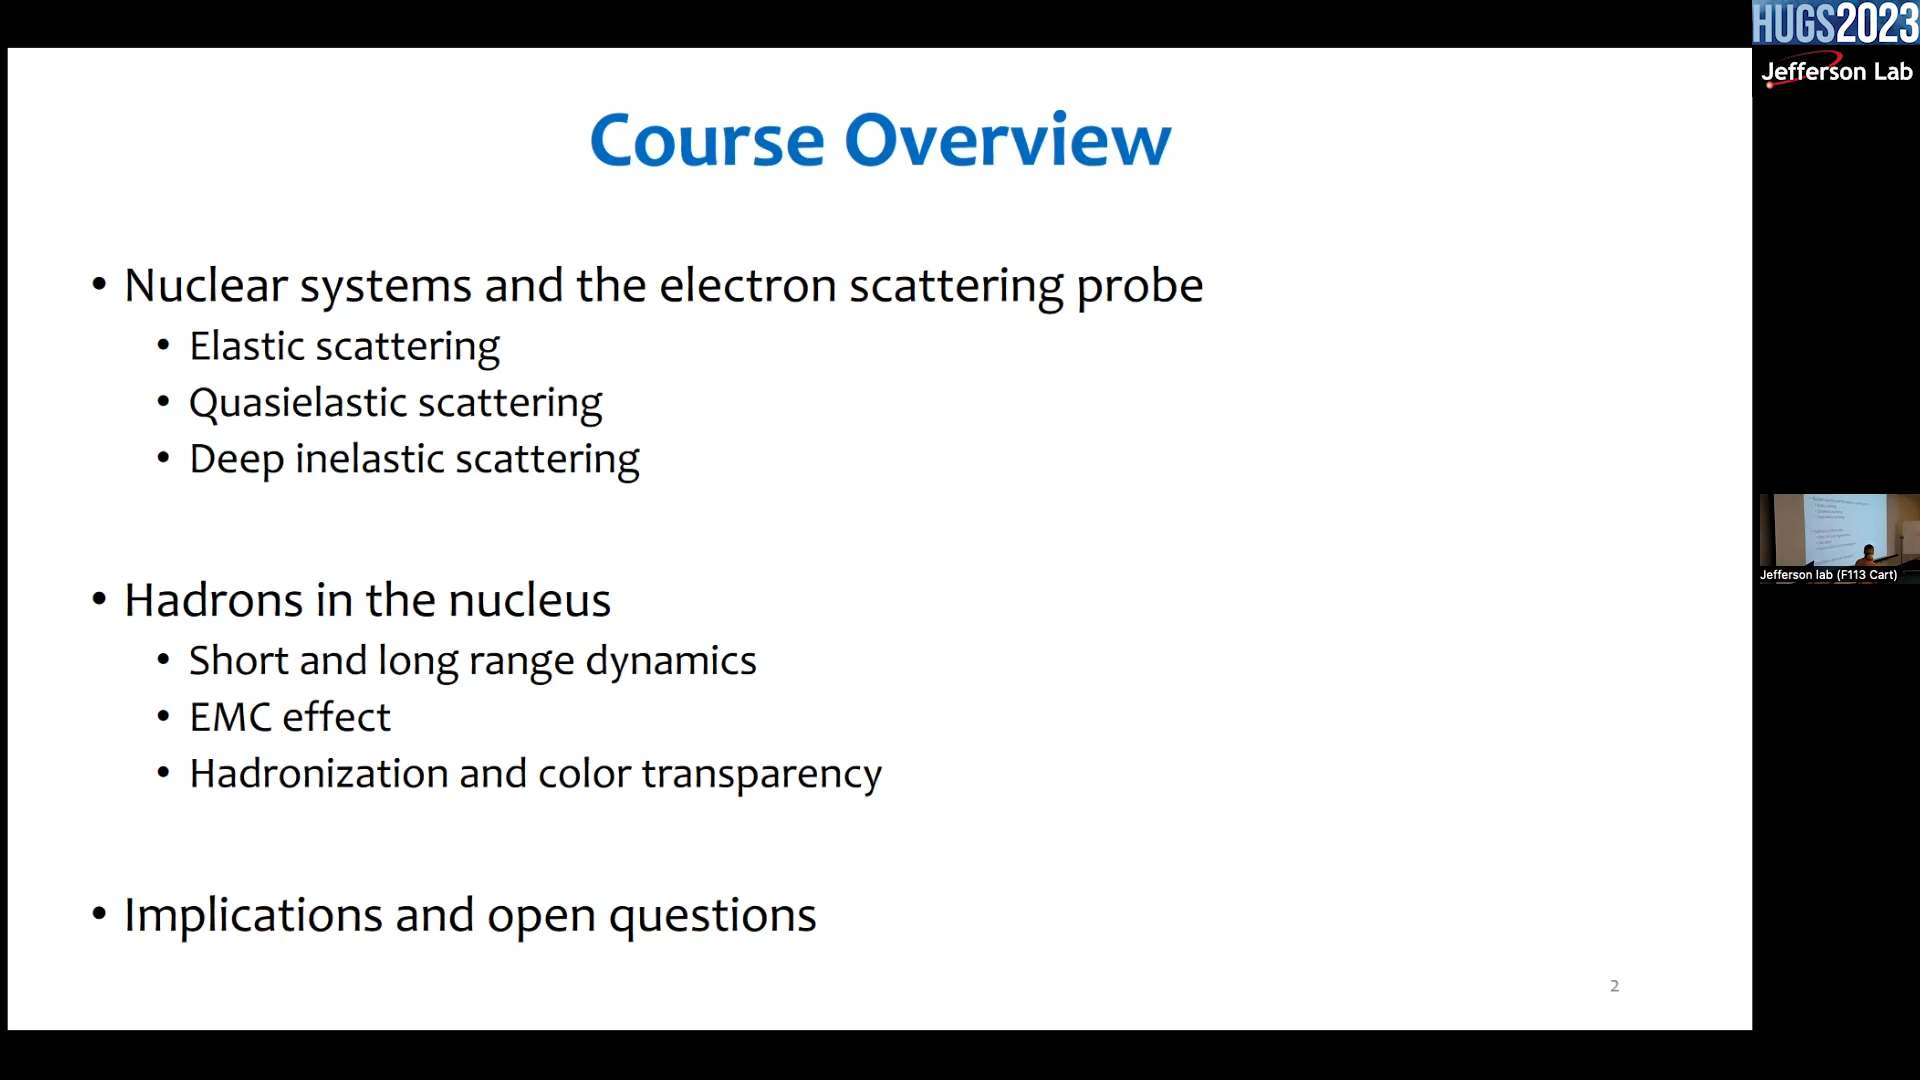 HUGS2023
Jefferson Lab
Course Overview
• Nuclear systems and the electron scattering probe
• Elastic scattering
• Quasielastic scattering
• Deep inelastic scattering
• Hadrons in the nucleus
• Short and long range dynamics
• EMC effect
• Hadronization and color transparency
• Implications and open questions
2
Jefferson lab (F113 Cart)